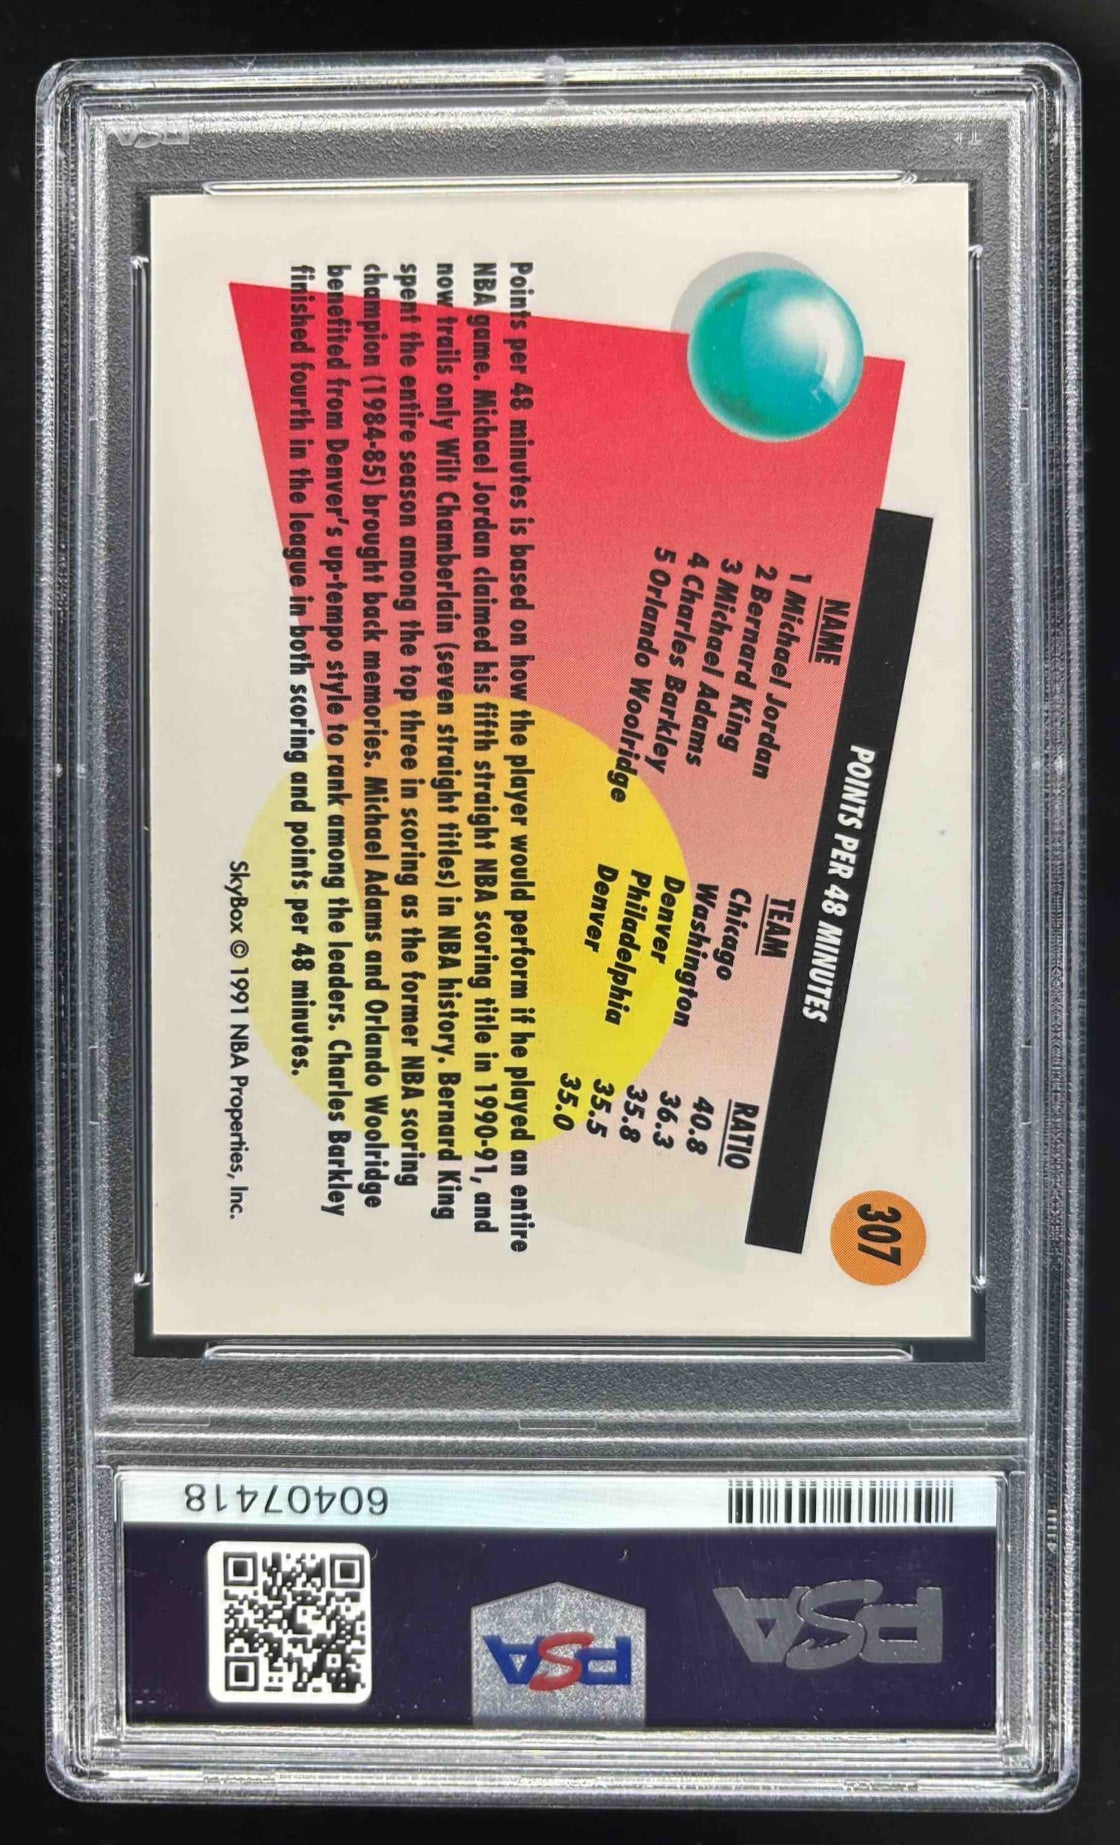 307
POINTS PER 48 MINUTES
NAME TEAM RATIO
1 Michael Jordan Chicago 40.8
2 Bernard King Washington 36.3
3 Michael Adams Denver 35.8
4 Charles Barkley Philadelphia 35.5
5 Orlando Woolridge Denver 35.0
Points per 48 minutes is based on how the player would perform if he played an entire
NBA game. Michael Jordan claimed his fifth straight NBA scoring title in 1990-91, and
now trails only Wilt Chamberlain (seven straight titles) in NBA history. Bernard King
spent the entire season among the top three in scoring as the former NBA scoring
champion (1984-85) brought back memories. Michael Adams and Orlando Woolridge
benefited from Denver's up-tempo style to rank among the leaders. Charles Barkley
finished fourth in the league in both scoring and points per 48 minutes.
SkyBox © 1991 NBA Properties, Inc.
PSA
PSA
60407418
PSA